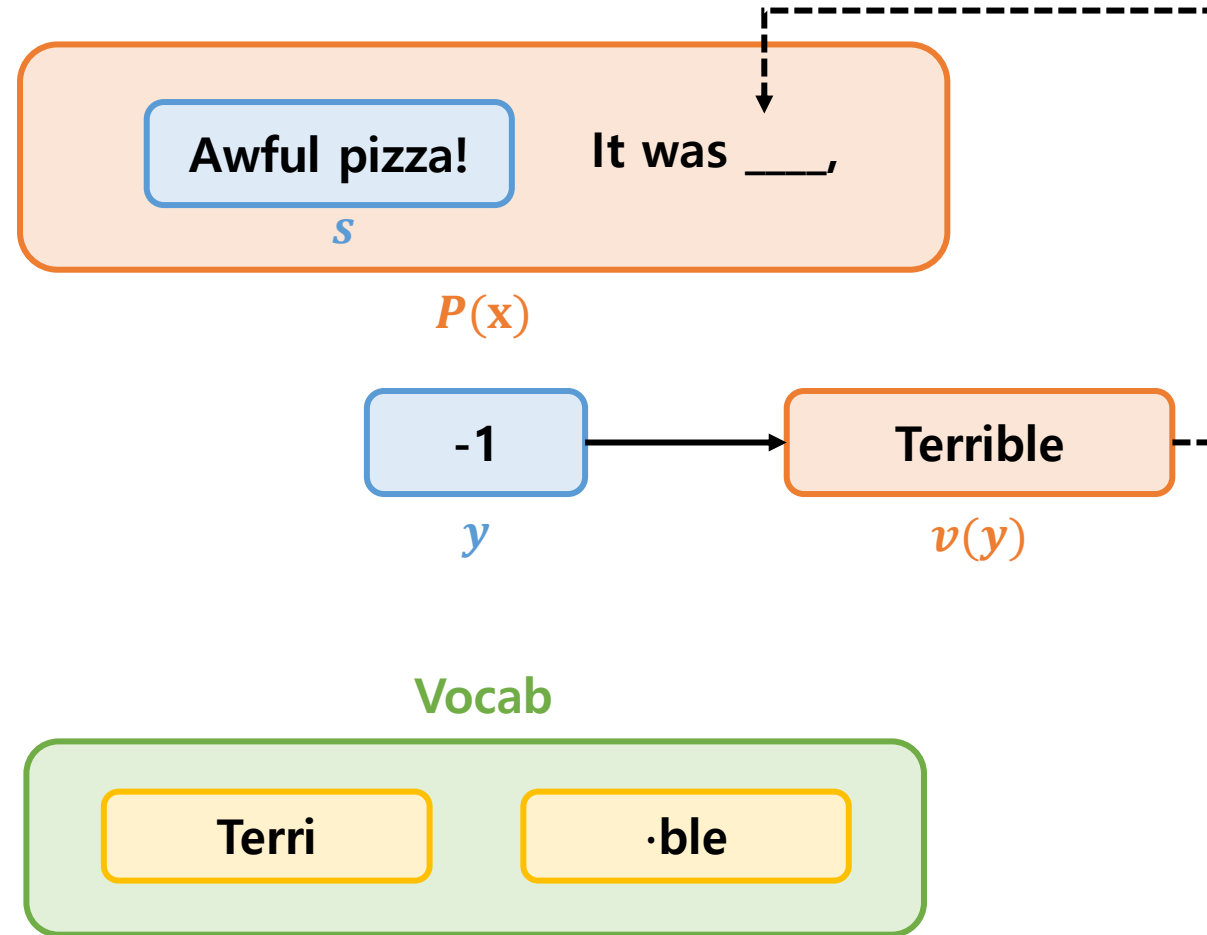 Awful pizza! It was ____,
s
P(x)
-1 Terrible
y v(y)
Vocab
Terri ·ble